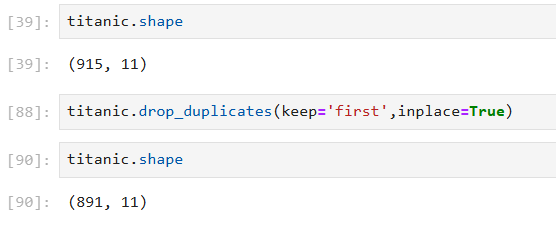 [39]: titanic.shape
[39]: (915, 11)
[88]: titanic.drop_duplicates(keep='first',inplace=True)
[90]: titanic.shape
[90]: (891, 11)